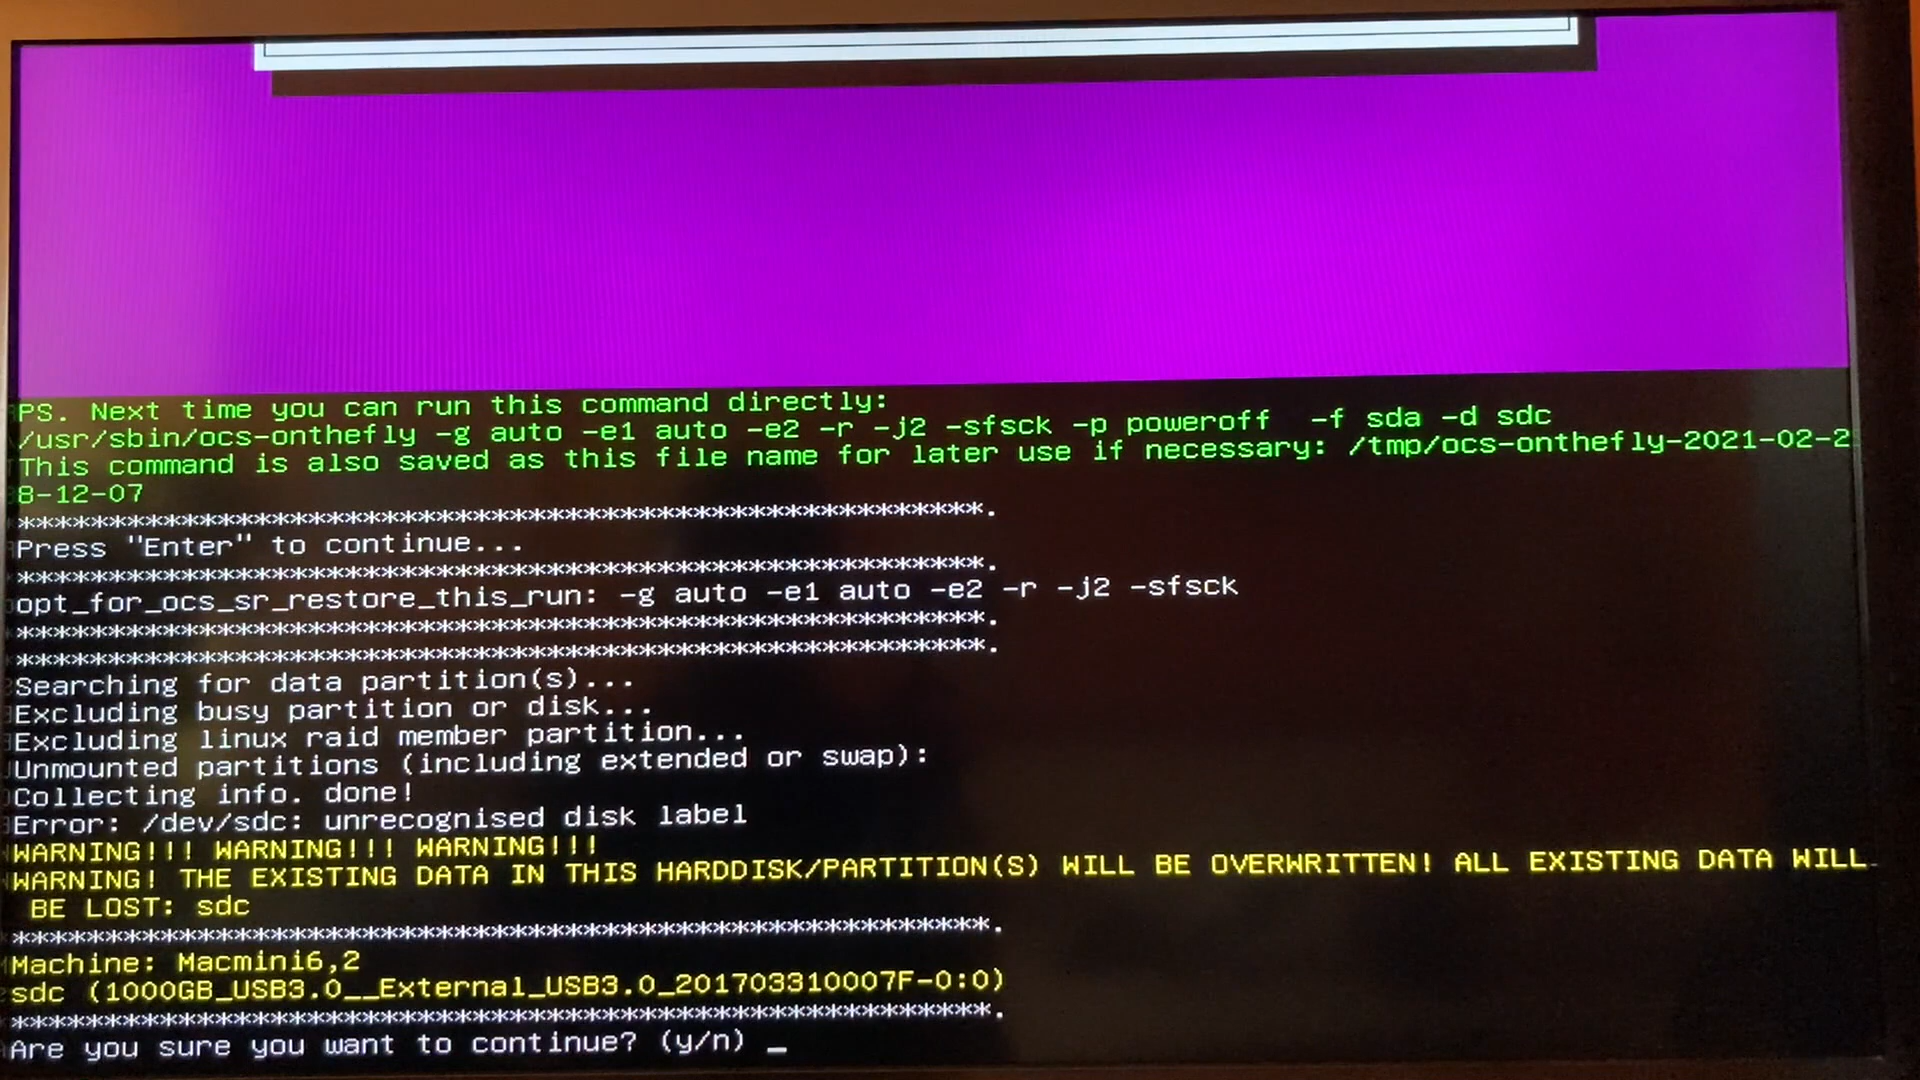 PS. Next time you can run this command directly:
/usr/sbin/ocs-onthefly -g auto -e1 auto -e2 -r -j2 -sfsck -p poweroff  -f sda -d sdc
This command is also saved as this file name for later use if necessary: /tmp/ocs-onthefly-2021-02-2
8-12-07
*****************************************************.
Press "Enter" to continue...
*****************************************************.
opt_for_ocs_sr_restore_this_run: -g auto -e1 auto -e2 -r -j2 -sfsck
*****************************************************.
*****************************************************.
Searching for data partition(s)...
Excluding busy partition or disk...
Excluding linux raid member partition...
Unmounted partitions (including extended or swap):
Collecting info. done!
Error: /dev/sdc: unrecognised disk label
WARNING!!! WARNING!!! WARNING!!!
WARNING! THE EXISTING DATA IN THIS HARDDISK/PARTITION(S) WILL BE OVERWRITTEN! ALL EXISTING DATA WILL
BE LOST: sdc
*****************************************************.
Machine: Macmini6,2
sdc (1000GB_USB3.0__External_USB3.0_201703310007F-0:0)
*****************************************************.
Are you sure you want to continue? (y/n) _